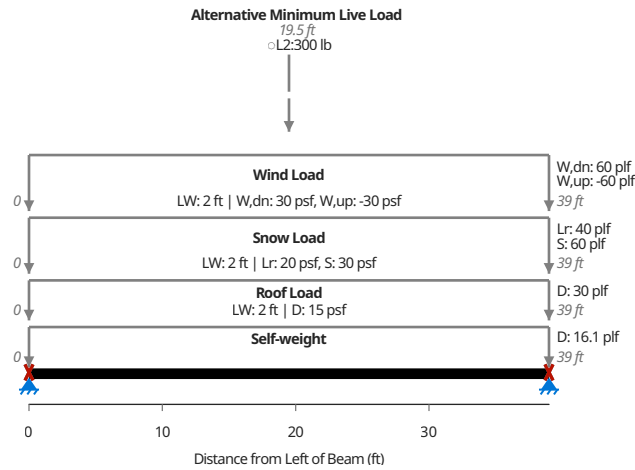 Alternative Minimum Live Load
19.5 ft
L2:300 lb
W,dn: 60 plf
W,up: -60 plf
Wind Load
LW: 2 ft | W,dn: 30 psf, W,up: -30 psf
0
39 ft
Lr: 40 plf
S: 60 plf
Snow Load
LW: 2 ft | Lr: 20 psf, S: 30 psf
0
39 ft
D: 30 plf
Roof Load
LW: 2 ft | D: 15 psf
0
39 ft
D: 16.1 plf
Self-weight
0
39 ft
0 10 20 30
Distance from Left of Beam (ft)